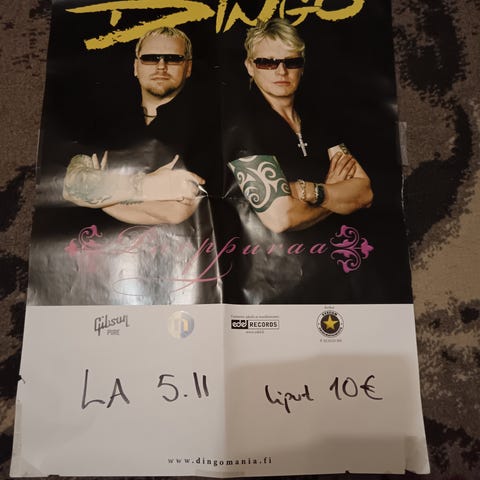 DINGO
Purppuraa
Gibson
PURE
edel RECORDS
LA 5.11 liput 10€
www.dingomania.fi